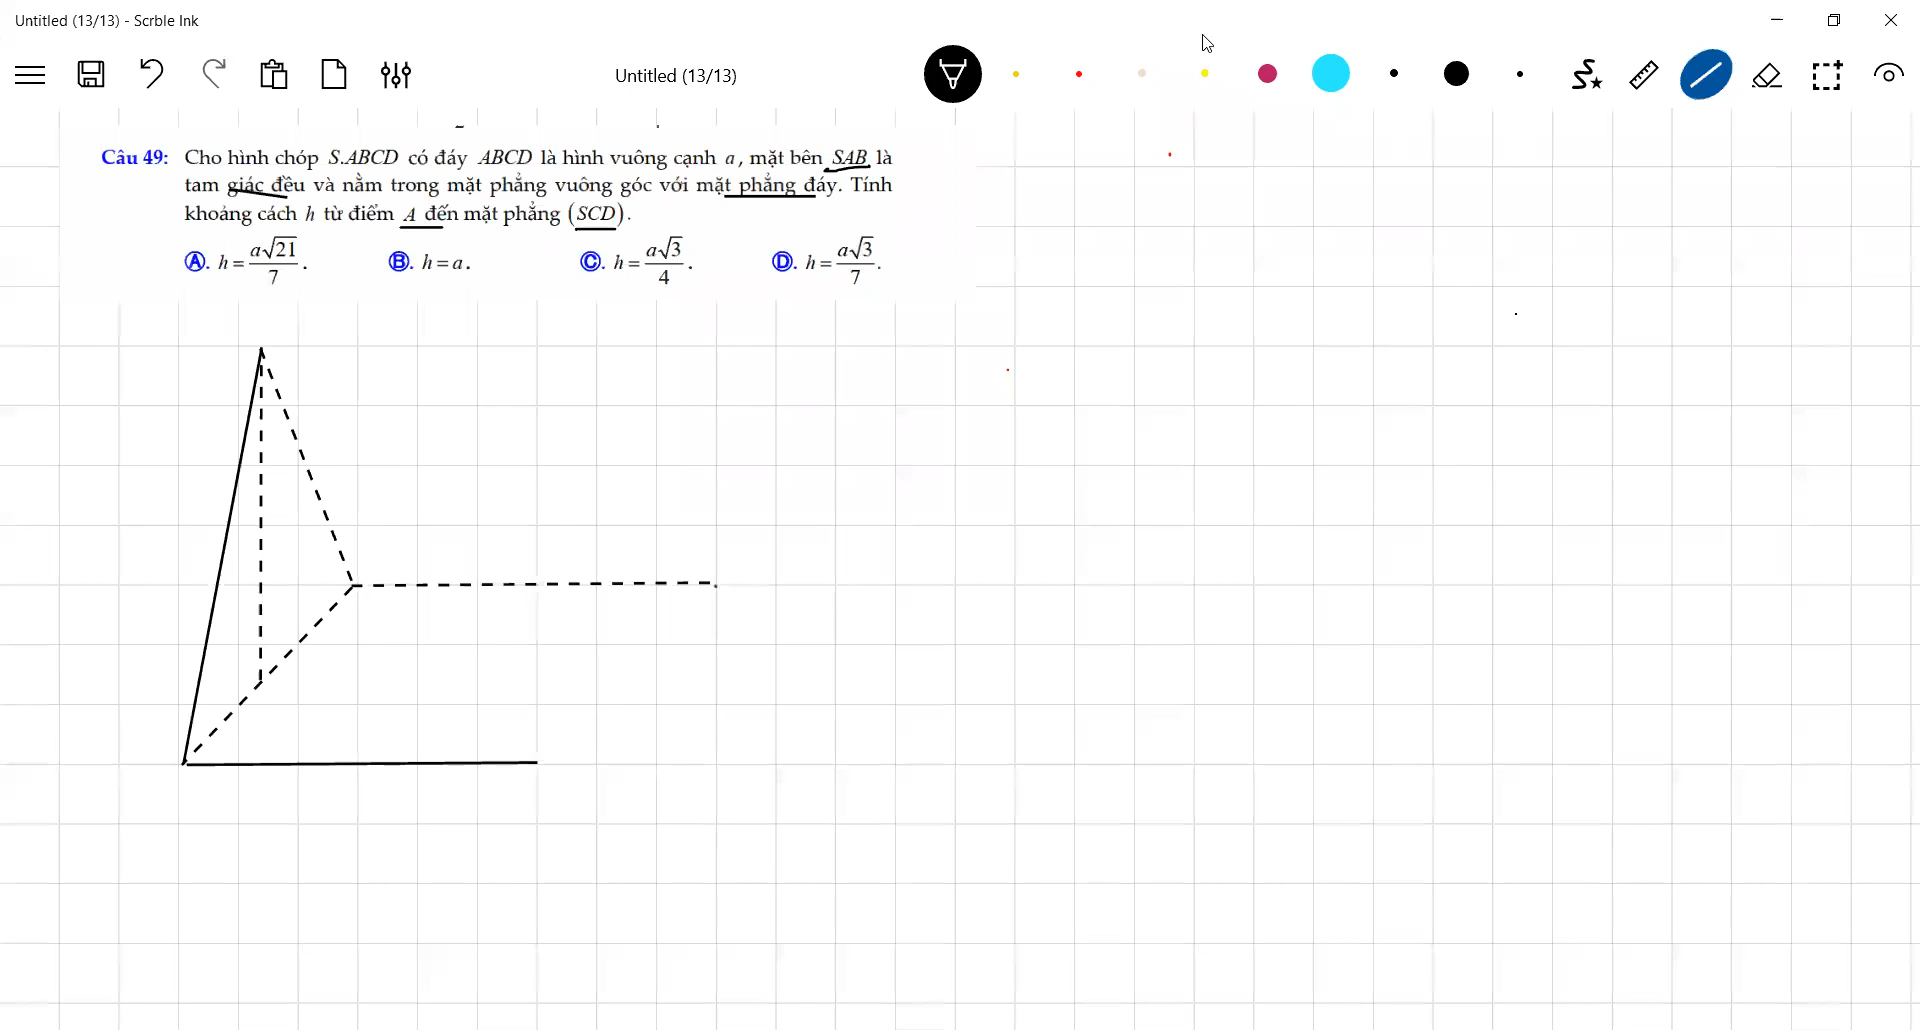 Untitled (13/13) - Scrble Ink
Untitled (13/13)
Câu 49: Cho hình chóp S.ABCD có đáy ABCD là hình vuông cạnh a, mặt bên SAB là
tam giác đều và nằm trong mặt phẳng vuông góc với mặt phẳng đáy. Tính
khoảng cách h từ điểm A đến mặt phẳng (SCD).
A. h = a√21/7. B. h = a. C. h = a√3/4. D. h = a√3/7.